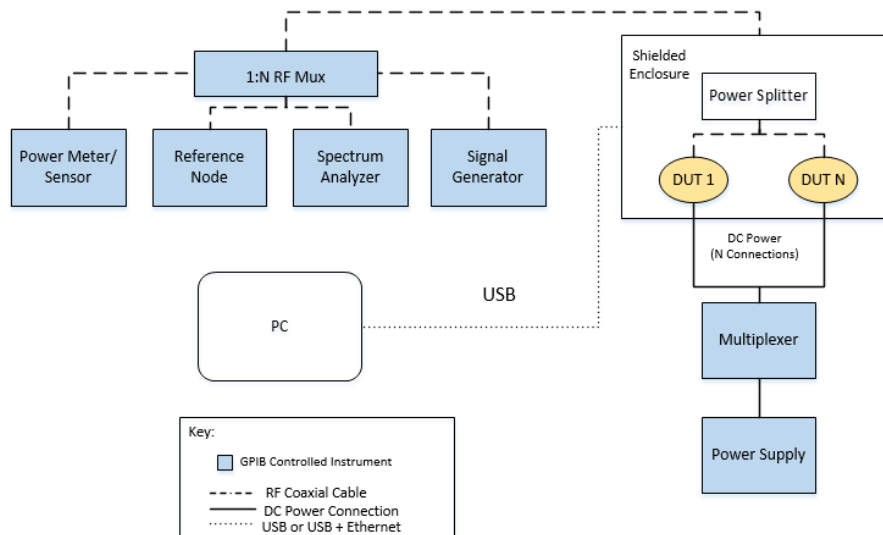 1:N RF Mux
Shielded
Enclosure
Power Splitter
Power Meter/
Sensor
Reference
Node
Spectrum
Analyzer
Signal
Generator
DUT 1
DUT N
DC Power
(N Connections)
USB
PC
Multiplexer
Power Supply
Key:
GPIB Controlled Instrument
RF Coaxial Cable
DC Power Connection
USB or USB + Ethernet